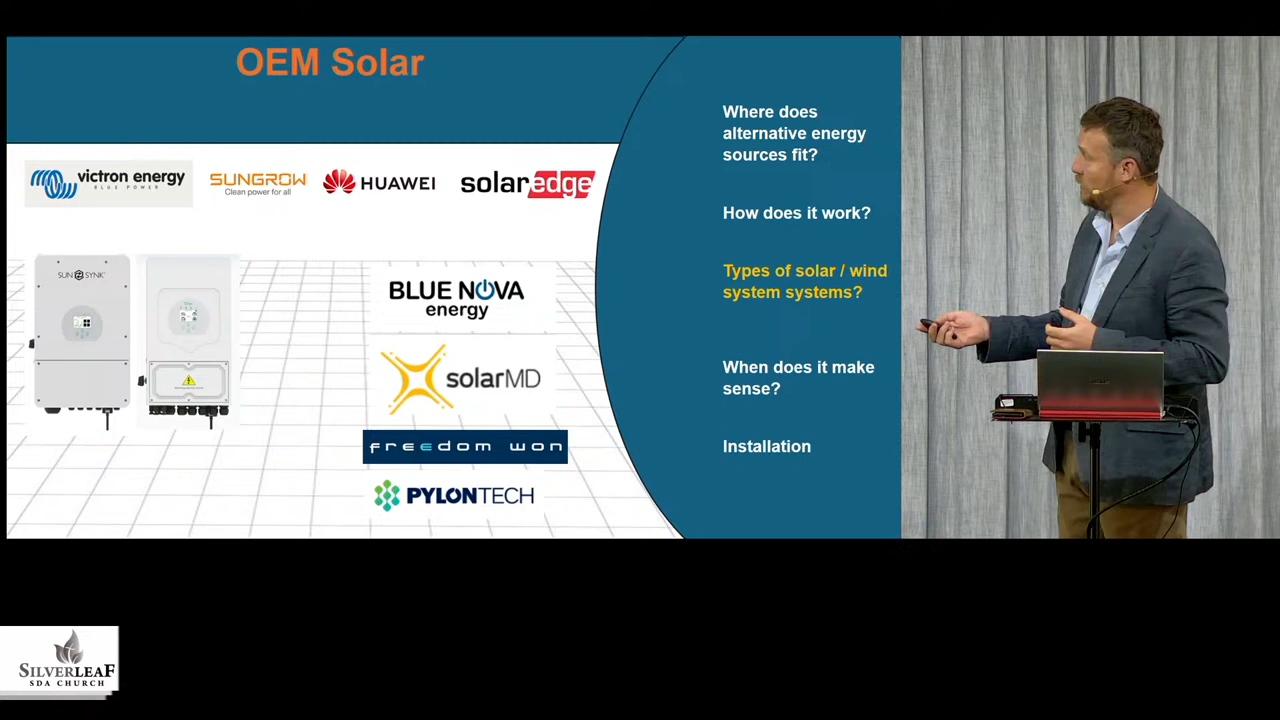 OEM Solar
victron energy
BLUE POWER
SUNGROW
Clean power for all
HUAWEI
solaredge
SUN SYNK
BLUE NOVA
energy
solarMD
freedom won
PYLONTECH
Where does
alternative energy
sources fit?
How does it work?
Types of solar / wind
system systems?
When does it make
sense?
Installation
SILVERLEAF
SDA CHURCH